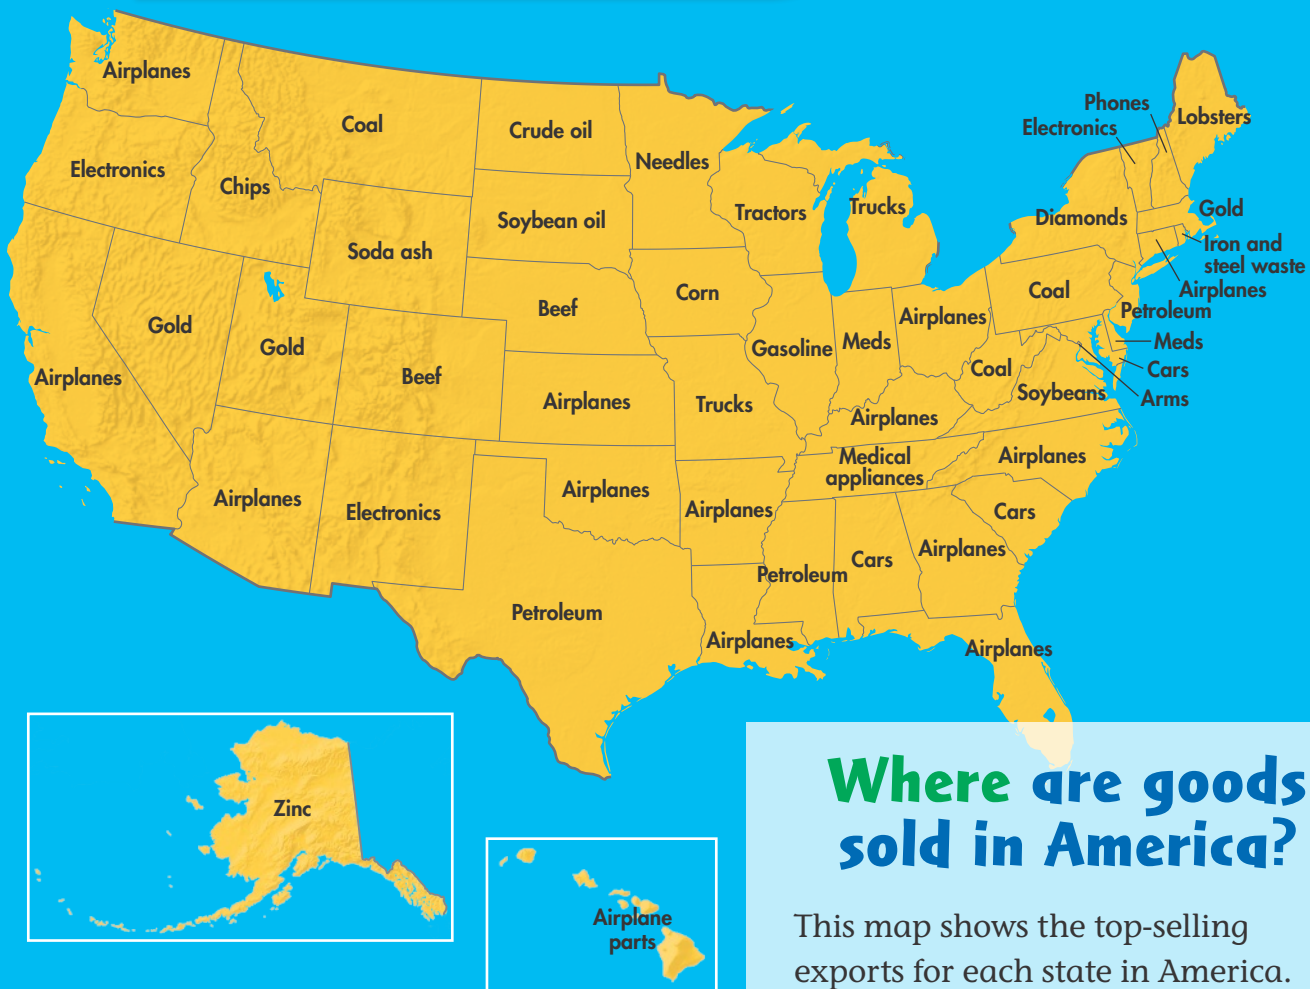 Airplanes
Coal
Crude oil
Needles
Phones
Lobsters
Electronics
Electronics
Chips
Soybean oil
Tractors
Trucks
Diamonds
Gold
Soda ash
Iron and
steel waste
Beef
Corn
Coal
Airplanes
Petroleum
Gold
Gold
Gasoline
Meds
Airplanes
Meds
Cars
Airplanes
Beef
Airplanes
Trucks
Coal
Soybeans
Arms
Airplanes
Medical
appliances
Airplanes
Airplanes
Electronics
Airplanes
Airplanes
Cars
Petroleum
Cars
Airplanes
Petroleum
Airplanes
Airplanes
Zinc
Airplane
parts
Where are goods
sold in America?
This map shows the top-selling
exports for each state in America.